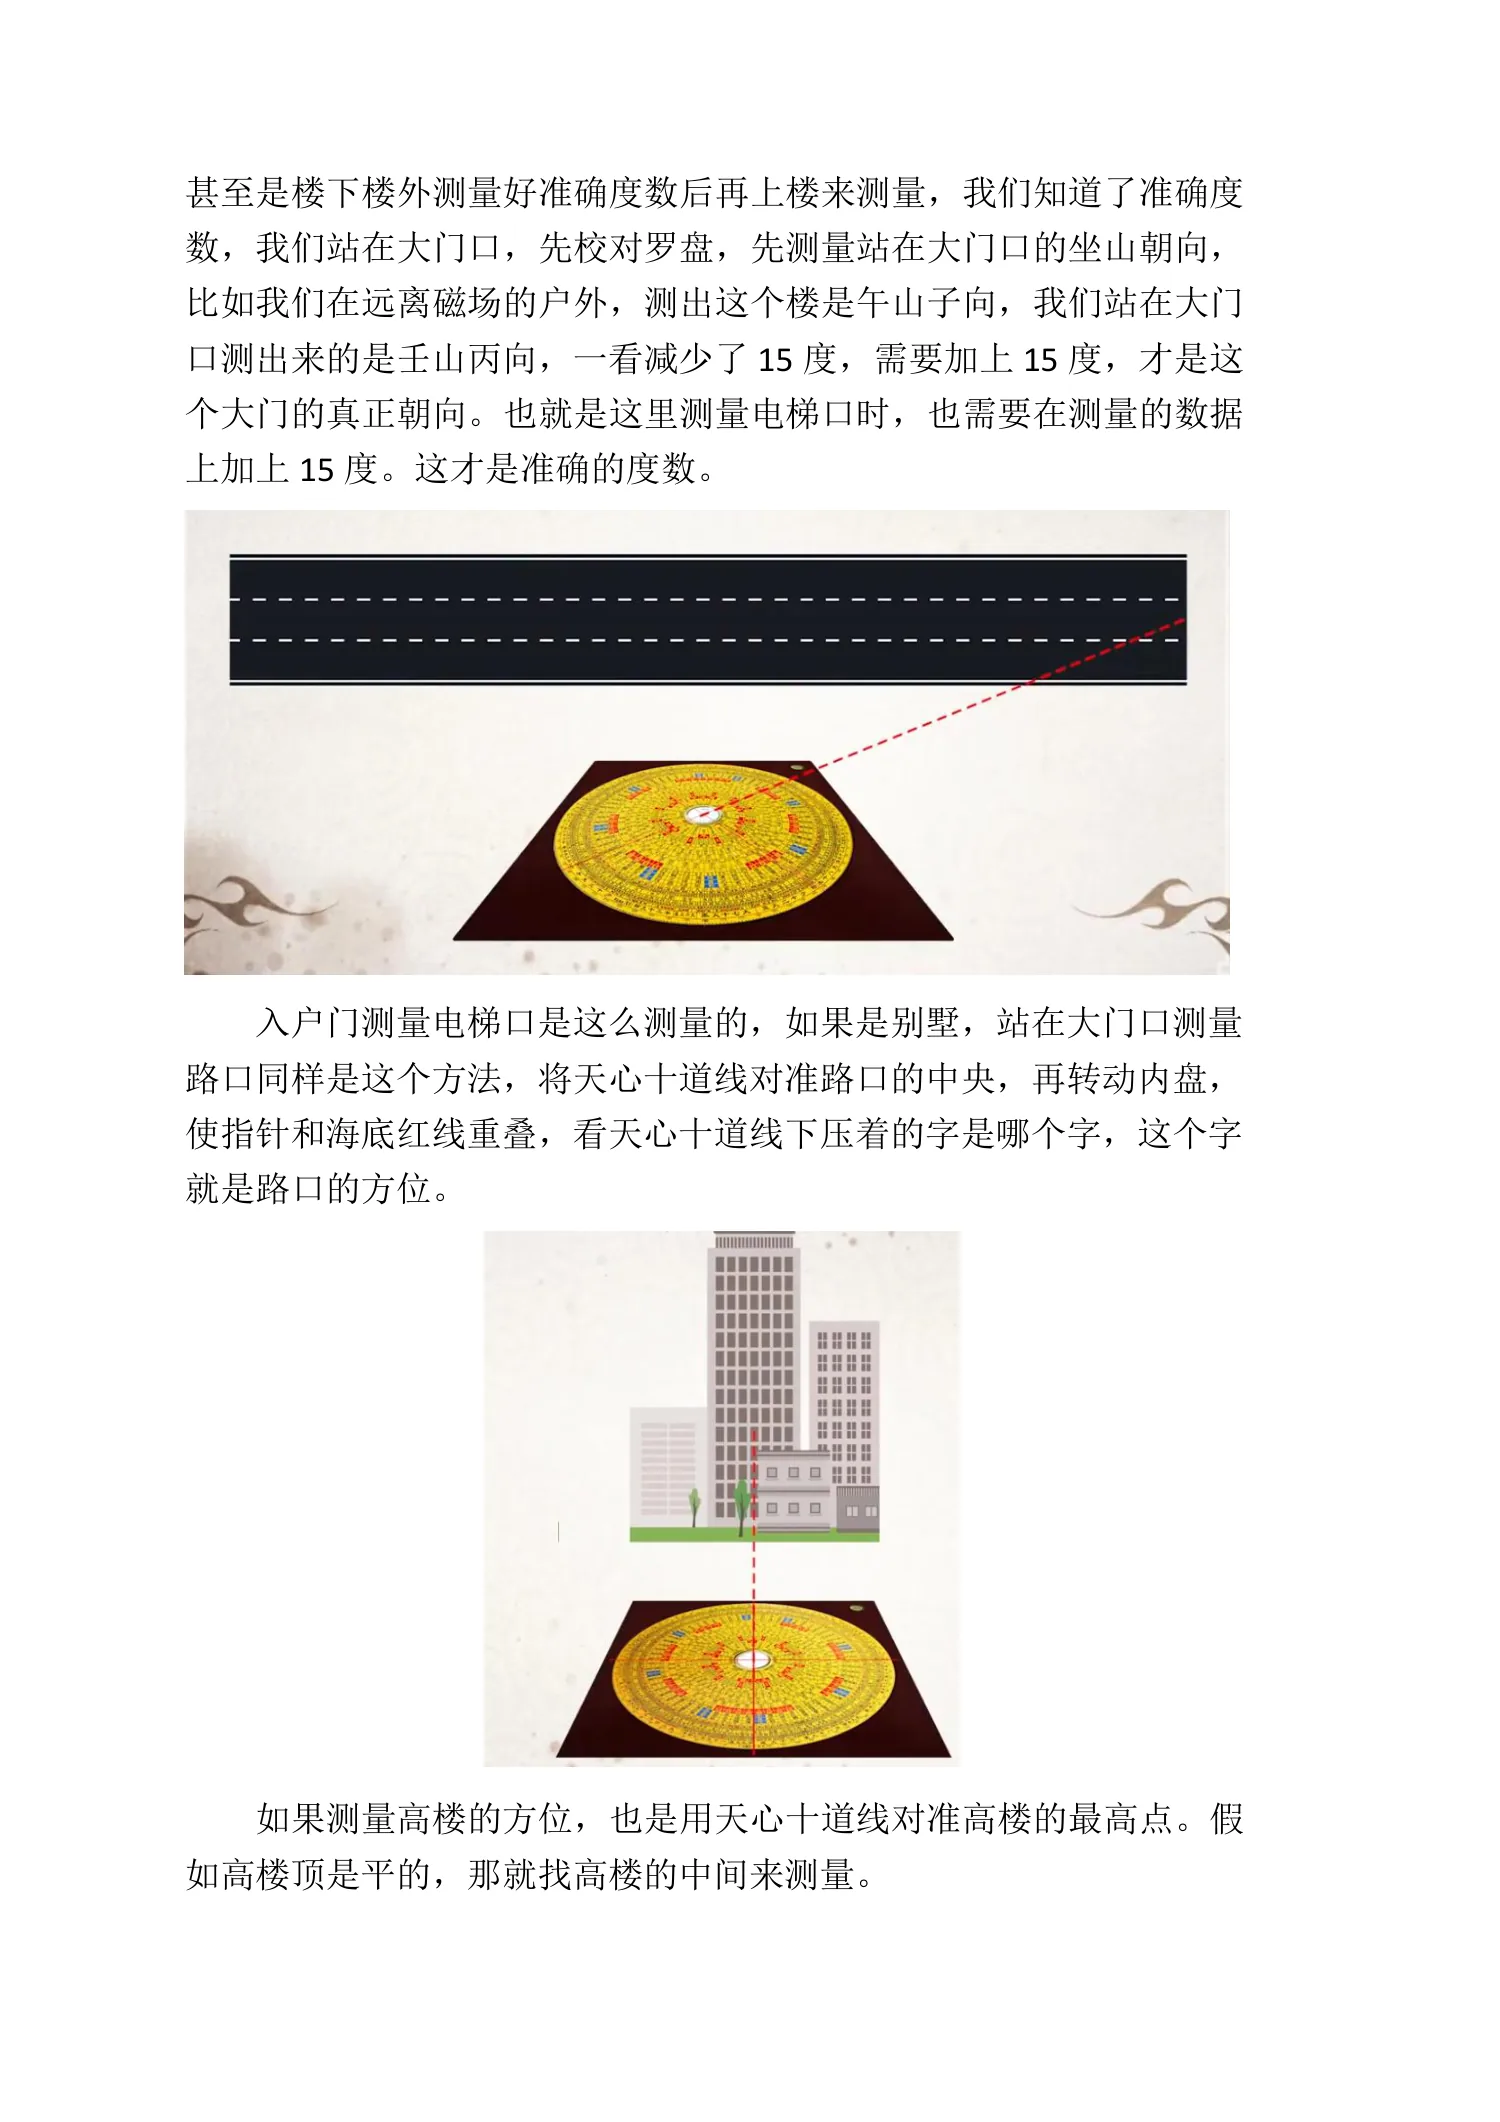 甚至是楼下楼外测量好准确度数后再上楼来测量，我们知道了准确度
数，我们站在大门口，先校对罗盘，先测量站在大门口的坐山朝向，
比如我们在远离磁场的户外，测出这个楼是午山子向，我们站在大门
口测出来的是壬山丙向，一看减少了 15 度，需要加上 15 度，才是这
个大门的真正朝向。也就是这里测量电梯口时，也需要在测量的数据
上加上 15 度。这才是准确的度数。
入户门测量电梯口是这么测量的，如果是别墅，站在大门口测量
路口同样是这个方法，将天心十道线对准路口的中央，再转动内盘，
使指针和海底红线重叠，看天心十道线下压着的字是哪个字，这个字
就是路口的方位。
如果测量高楼的方位，也是用天心十道线对准高楼的最高点。假
如高楼顶是平的，那就找高楼的中间来测量。